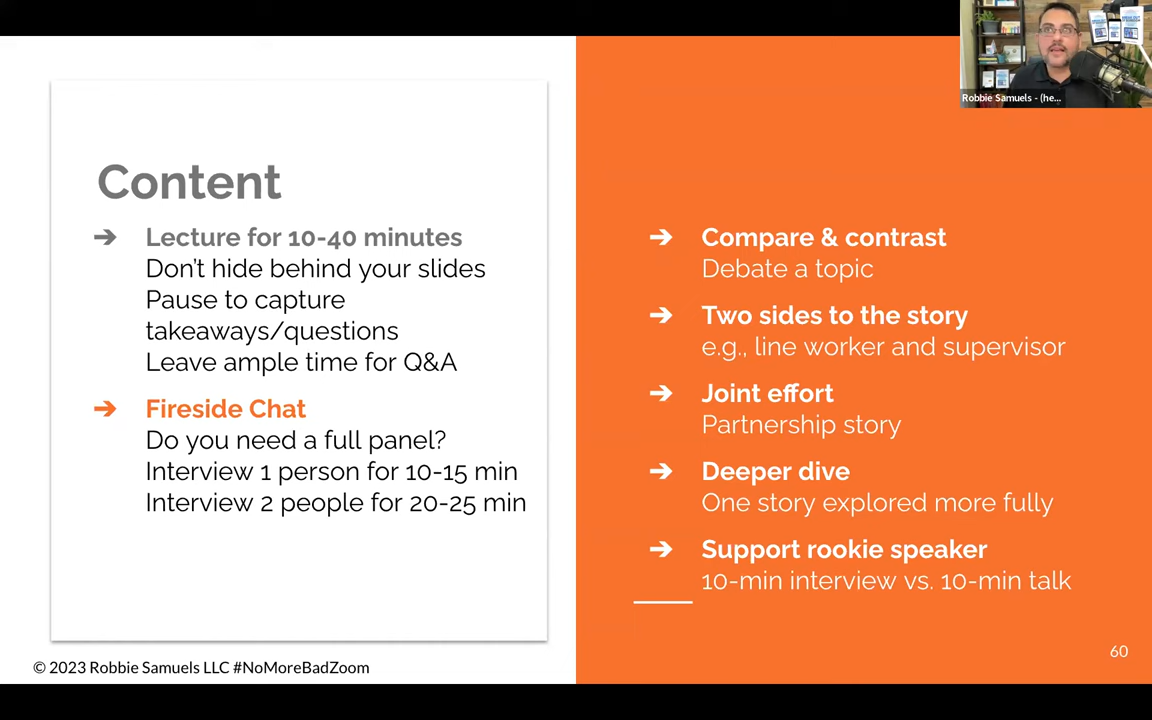 Robbie Samuels - (he...
Content
➔ Lecture for 10-40 minutes
Don't hide behind your slides
Pause to capture
takeaways/questions
Leave ample time for Q&A
➔ Fireside Chat
Do you need a full panel?
Interview 1 person for 10-15 min
Interview 2 people for 20-25 min
➔ Compare & contrast
Debate a topic
➔ Two sides to the story
e.g., line worker and supervisor
➔ Joint effort
Partnership story
➔ Deeper dive
One story explored more fully
➔ Support rookie speaker
10-min interview vs. 10-min talk
60
© 2023 Robbie Samuels LLC #NoMoreBadZoom